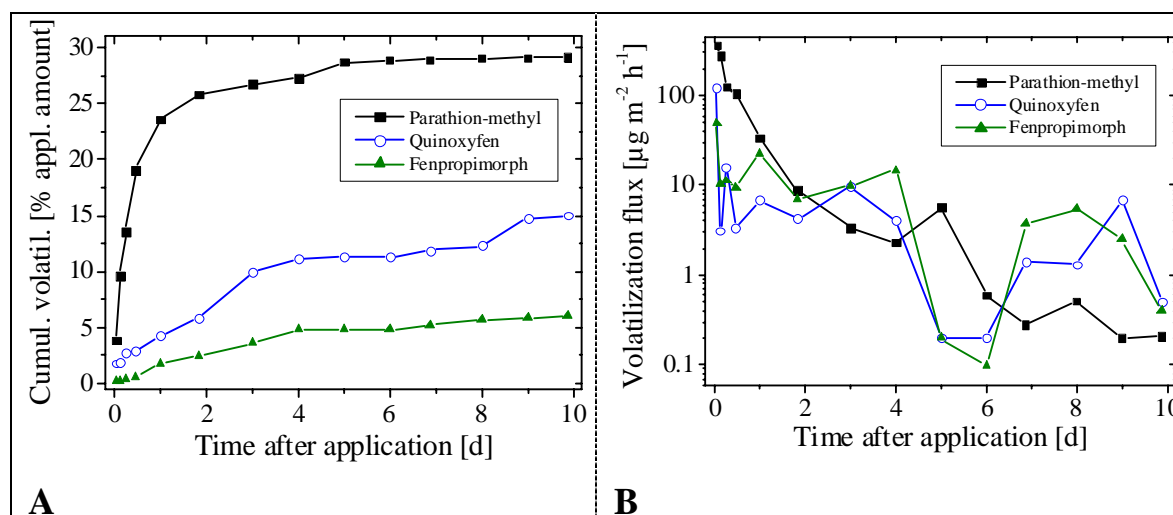 30
25
20
15
10
5
0
Cumul. volatil. [% appl. amount]
Parathion-methyl
Quinoxyfen
Fenpropimorph
0 2 4 6 8 10
Time after application [d]
A
100
10
1
0.1
Volatilization flux [µg m⁻² h⁻¹]
Parathion-methyl
Quinoxyfen
Fenpropimorph
0 2 4 6 8 10
Time after application [d]
B